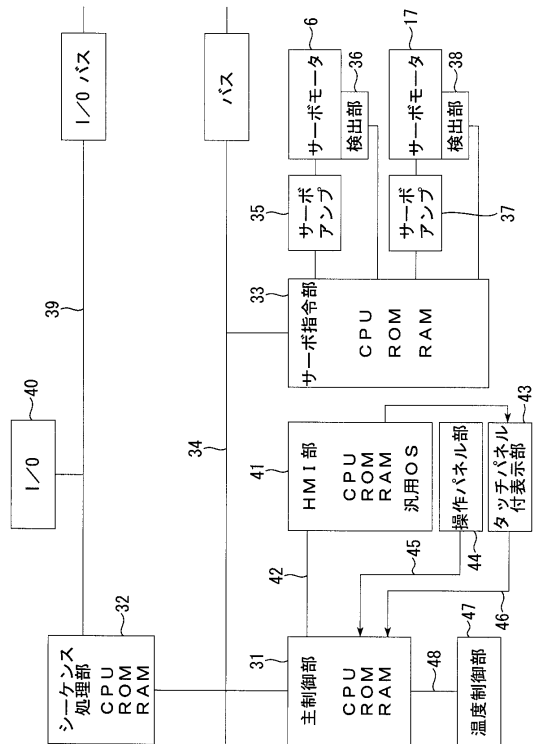 シーケンス
処理部
CPU
ROM
RAM
32
I/O
40
39
I/O バス
34
バス
主制御部
CPU
ROM
RAM
31
42
HMI部
CPU
ROM
RAM
汎用OS
41
サーボ指令部
CPU
ROM
RAM
33
サーボ
アンプ
35
サーボモータ
6
検出部
36
サーボ
アンプ
37
サーボモータ
17
検出部
38
45
操作パネル部
44
46
タッチパネル
付表示部
43
48
温度制御部
47